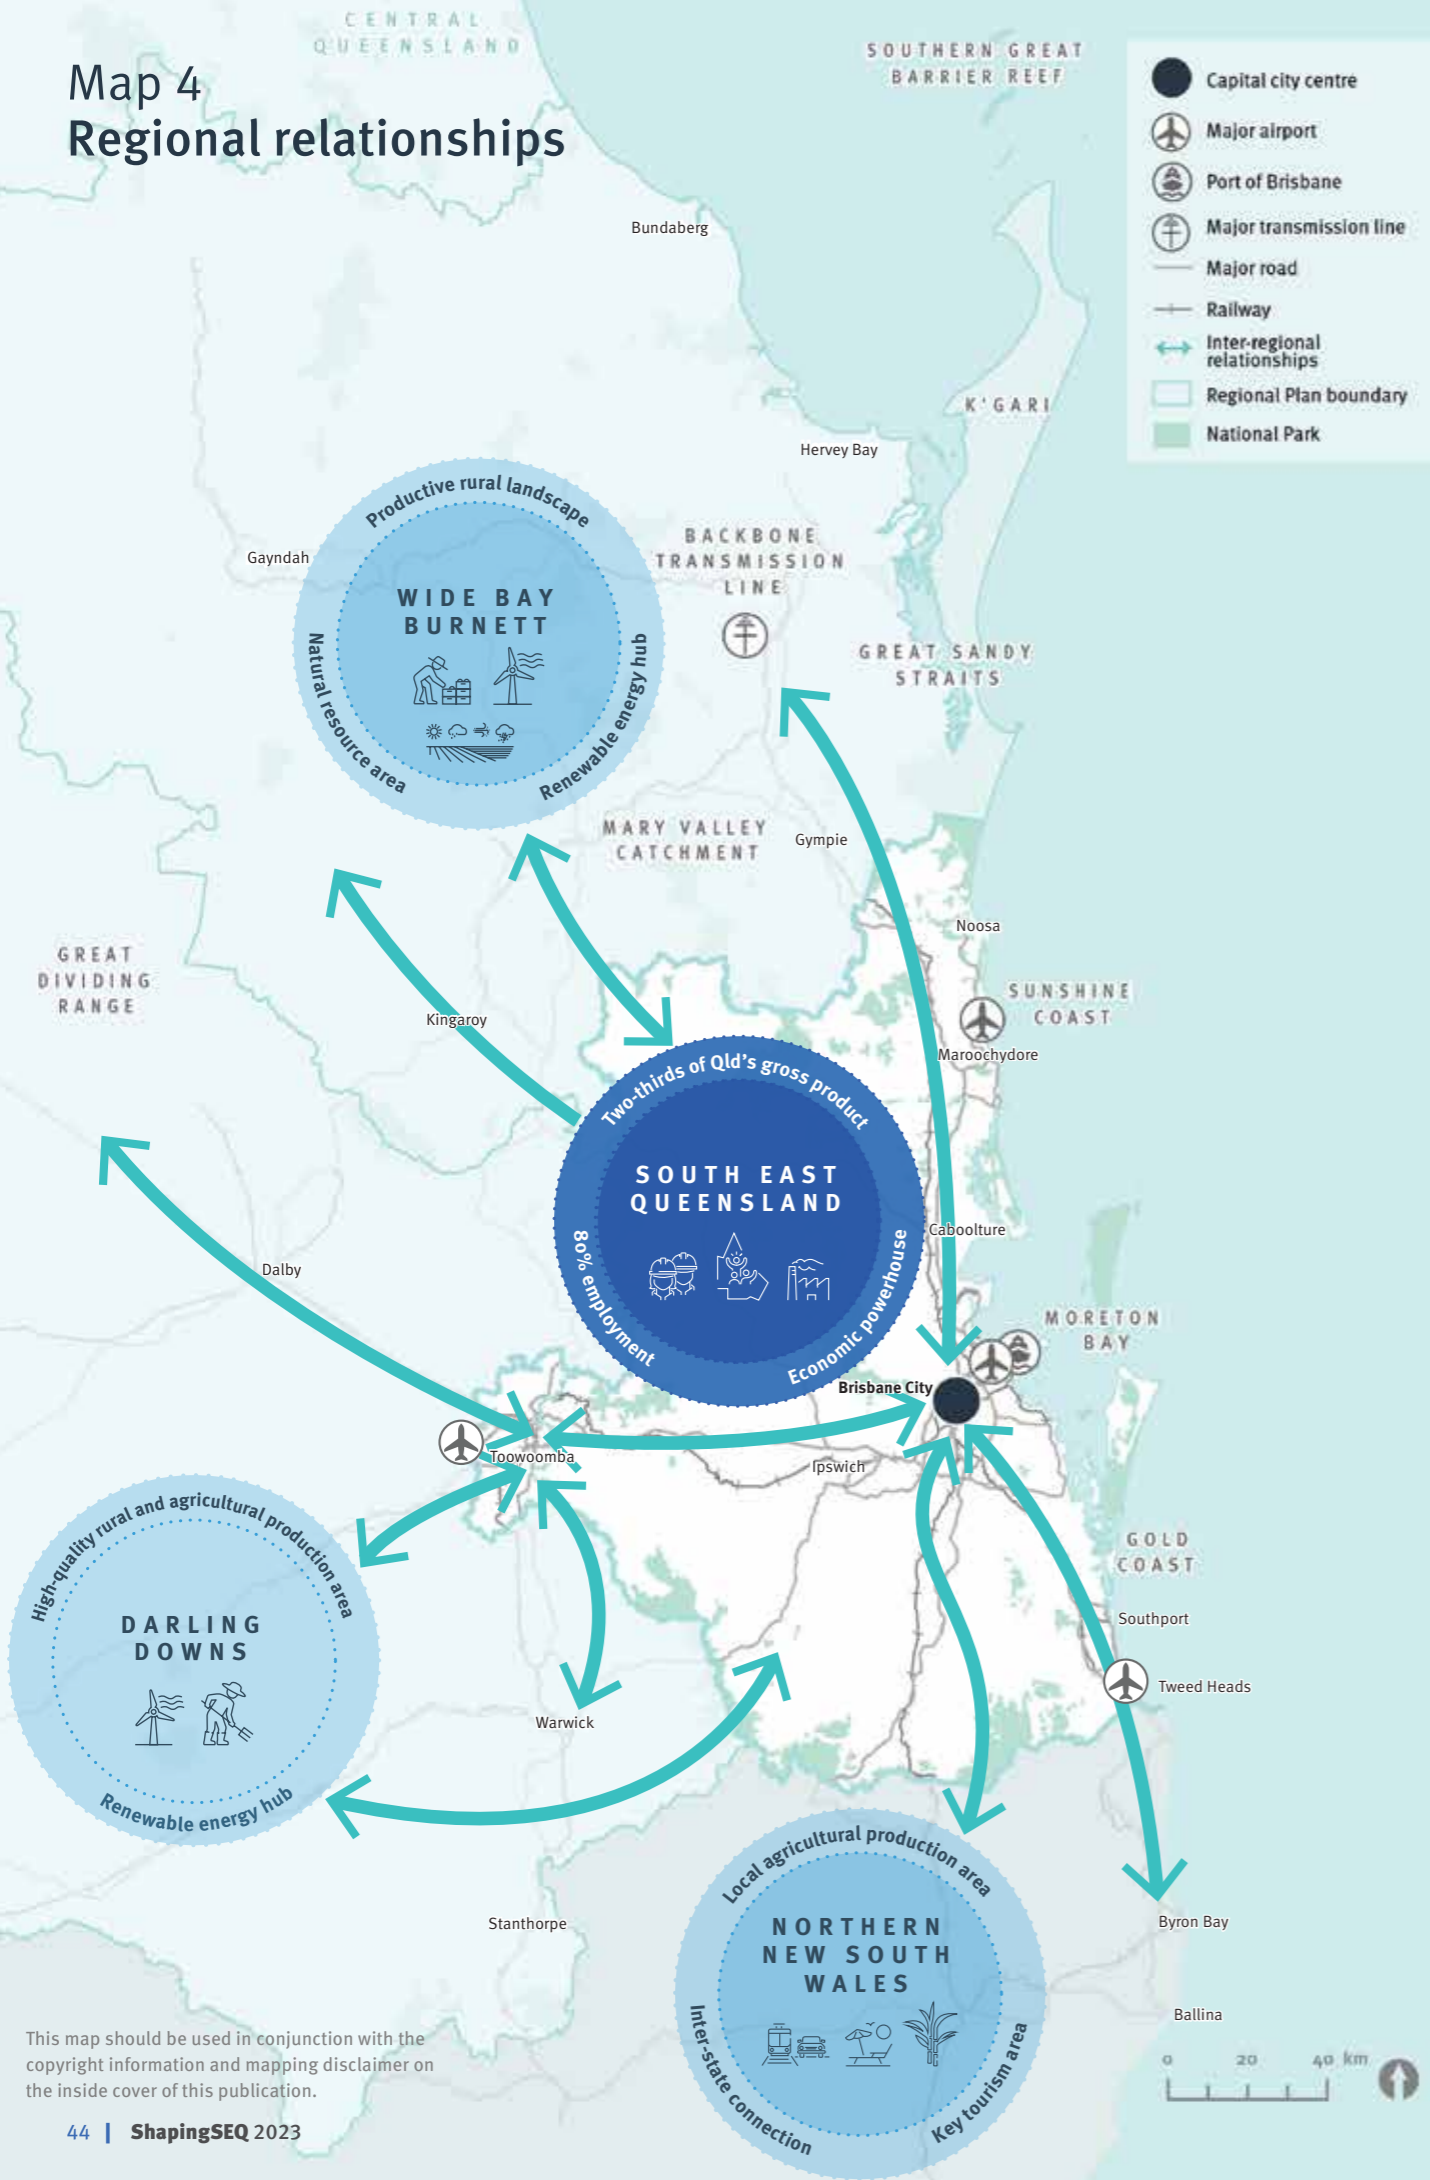 CENTRAL
QUEENSLAND
Map 4
Regional relationships
SOUTHERN GREAT
BARRIER REEF
Capital city centre
Major airport
Port of Brisbane
Major transmission line
Major road
Railway
Inter-regional
relationships
Regional Plan boundary
National Park
Bundaberg
K'GARI
Hervey Bay
Productive rural landscape
Gayndah
WIDE BAY
BURNETT
Natural resource area
Renewable energy hub
BACKBONE
TRANSMISSION
LINE
GREAT SANDY
STRAITS
MARY VALLEY
CATCHMENT
Gympie
Noosa
GREAT
DIVIDING
RANGE
SUNSHINE
COAST
Kingaroy
Maroochydore
Two-thirds of Qld's gross product
SOUTH EAST
QUEENSLAND
80% employment
Economic powerhouse
Caboolture
Dalby
MORETON
BAY
Brisbane City
Toowoomba
Ipswich
High-quality rural and agricultural production area
DARLING
DOWNS
Renewable energy hub
GOLD
COAST
Southport
Tweed Heads
Warwick
Local agricultural production area
NORTHERN
NEW SOUTH
WALES
Inter-state connection
Key tourism area
Stanthorpe
Byron Bay
Ballina
0 20 40 km
This map should be used in conjunction with the
copyright information and mapping disclaimer on
the inside cover of this publication.
44 | ShapingSEQ 2023